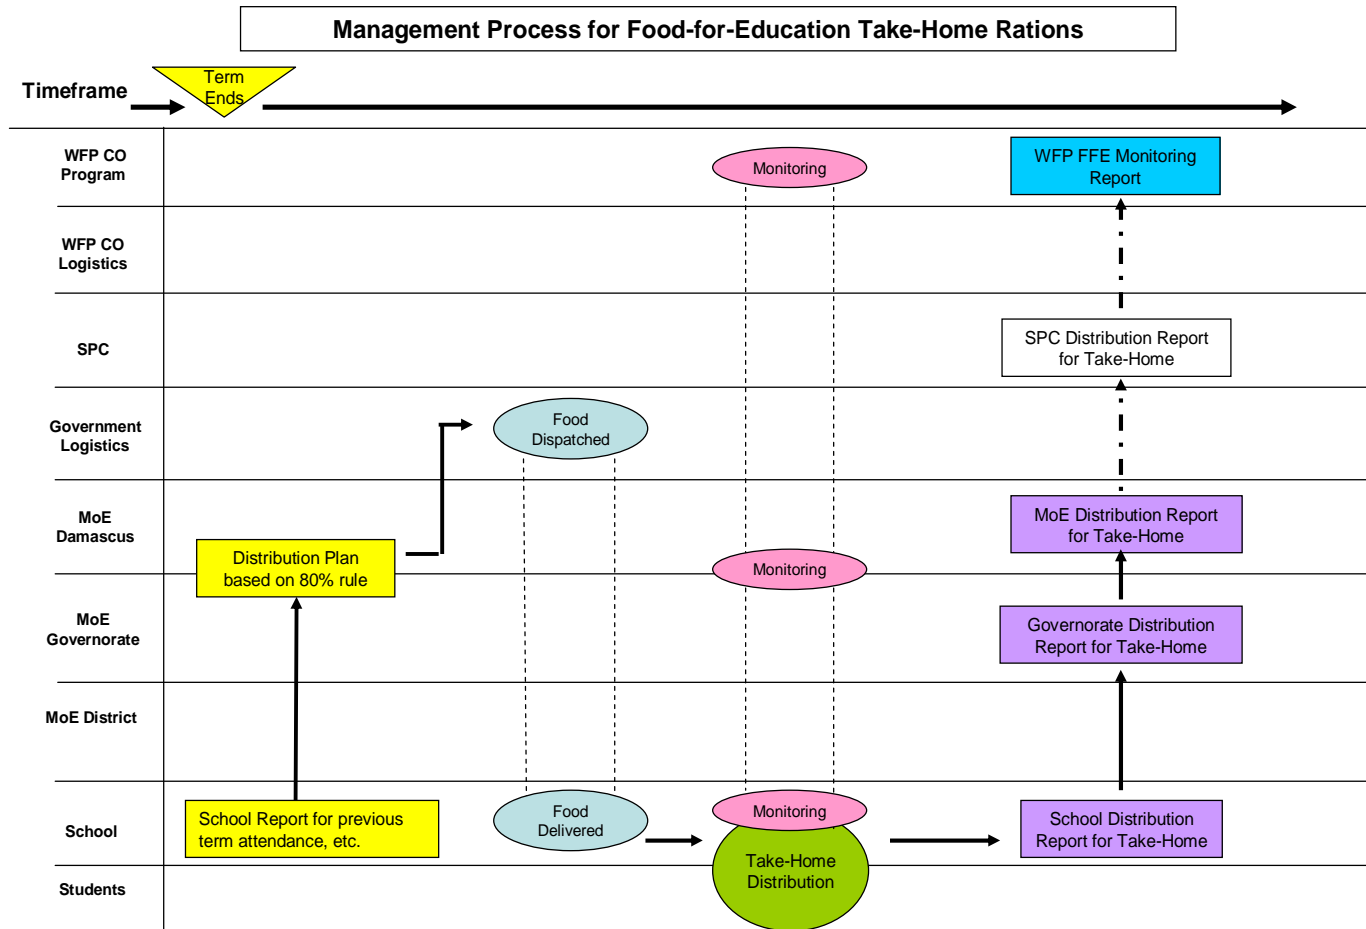 Management Process for Food-for-Education Take-Home Rations
Timeframe
Term
Ends
WFP CO
Program
Monitoring
WFP FFE Monitoring
Report
WFP CO
Logistics
SPC
SPC Distribution Report
for Take-Home
Government
Logistics
Food
Dispatched
MoE
Damascus
Distribution Plan
based on 80% rule
Monitoring
MoE Distribution Report
for Take-Home
MoE
Governorate
Governorate Distribution
Report for Take-Home
MoE District
School
School Report for previous
term attendance, etc.
Food
Delivered
Monitoring
Take-Home
Distribution
School Distribution
Report for Take-Home
Students